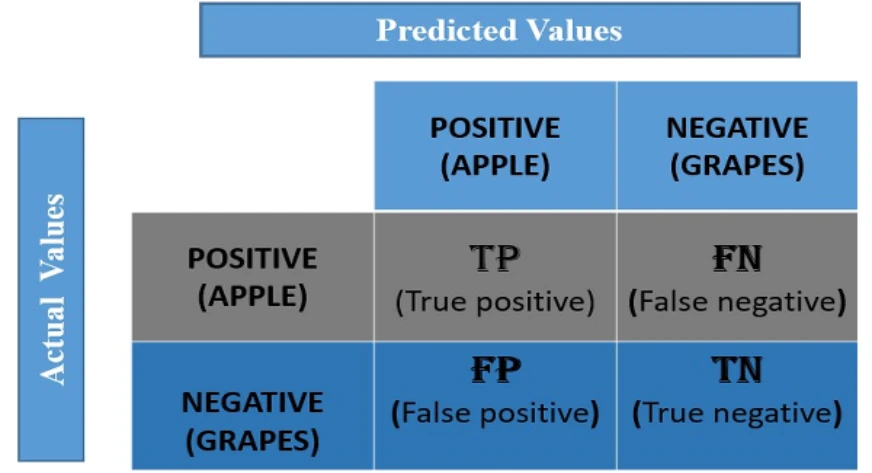 Predicted Values
Actual Values
POSITIVE
(APPLE)
NEGATIVE
(GRAPES)
POSITIVE
(APPLE)
TP
(True positive)
FN
(False negative)
NEGATIVE
(GRAPES)
FP
(False positive)
TN
(True negative)